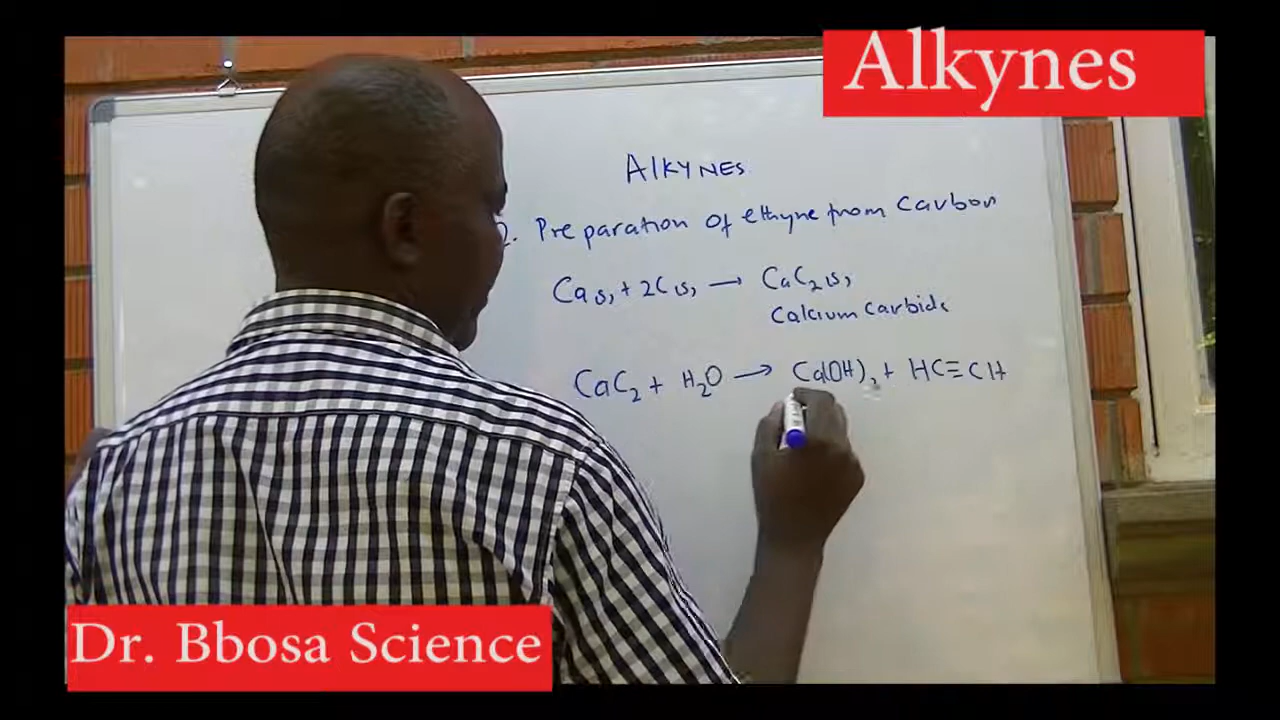 Alkynes
ALKYNES
2. Preparation of ethyne from Carbon
Ca(s) + 2C(s) → CaC₂(s)
Calcium Carbide
CaC₂ + H₂O → Ca(OH)₂ + HC≡CH
Dr. Bbosa Science